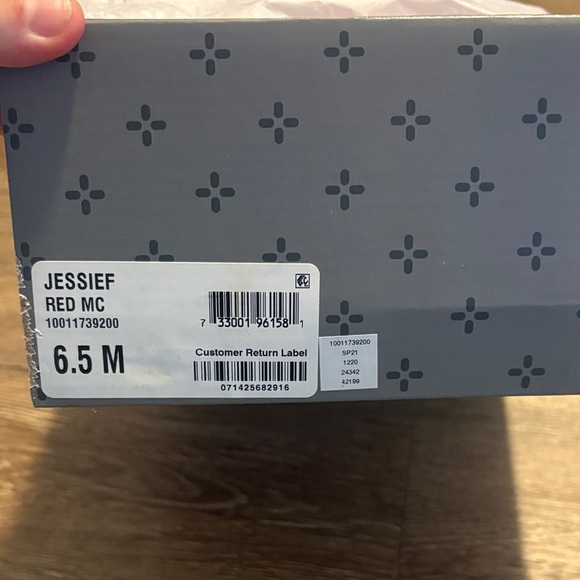 JESSIEF
RED MC
10011739200
6.5 M
7 33001 96158 1
Customer Return Label
071425682916
10011739200
SP21
1220
24342
42199